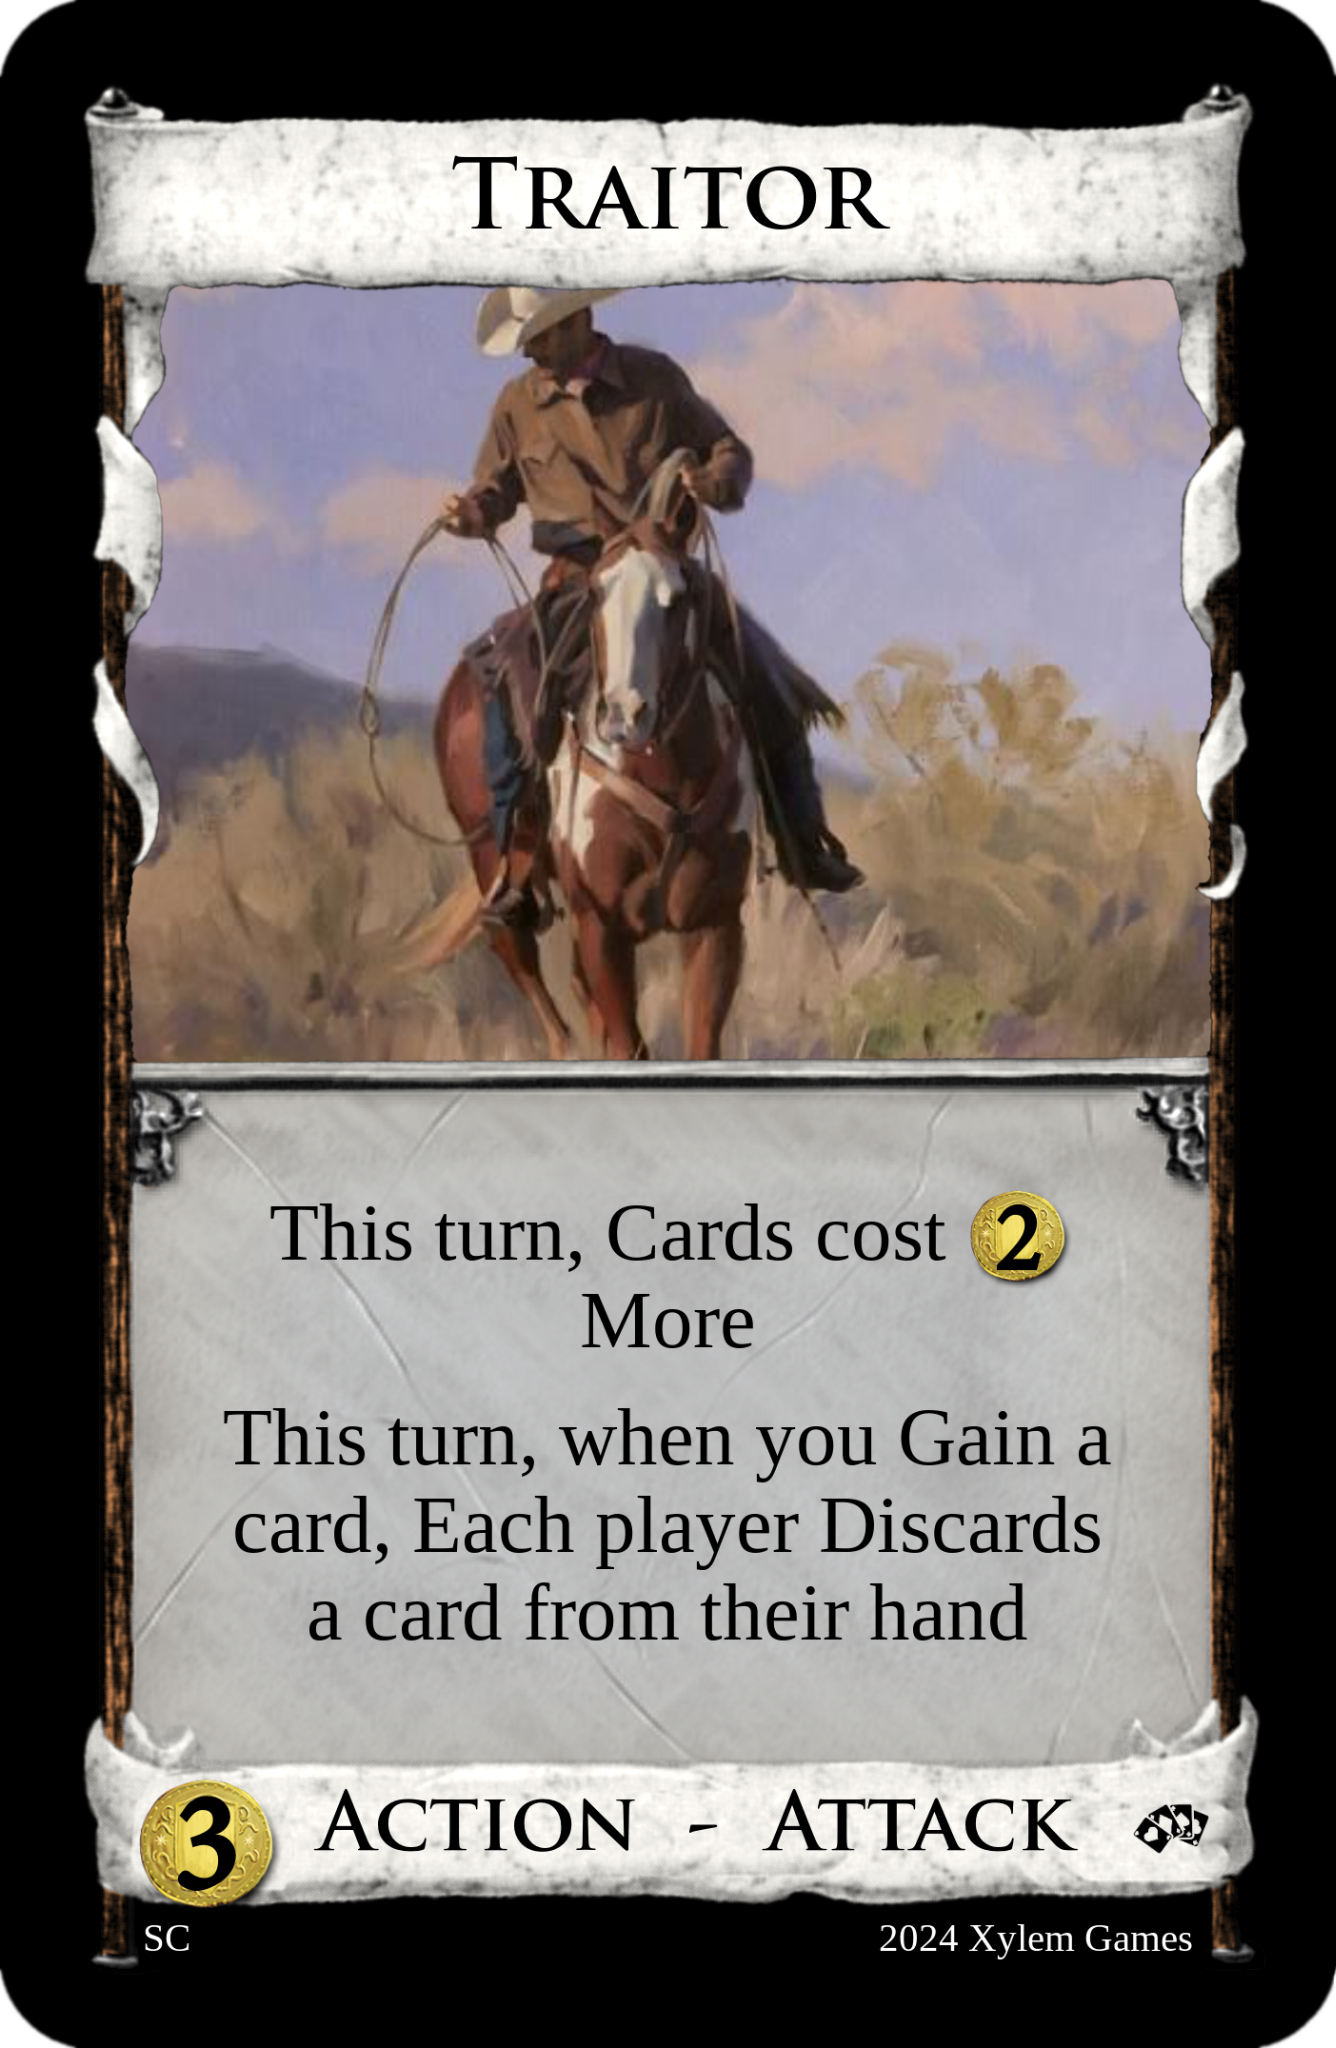 TRAITOR
This turn, Cards cost 2
More
This turn, when you Gain a
card, Each player Discards
a card from their hand
3 ACTION - ATTACK
SC 2024 Xylem Games